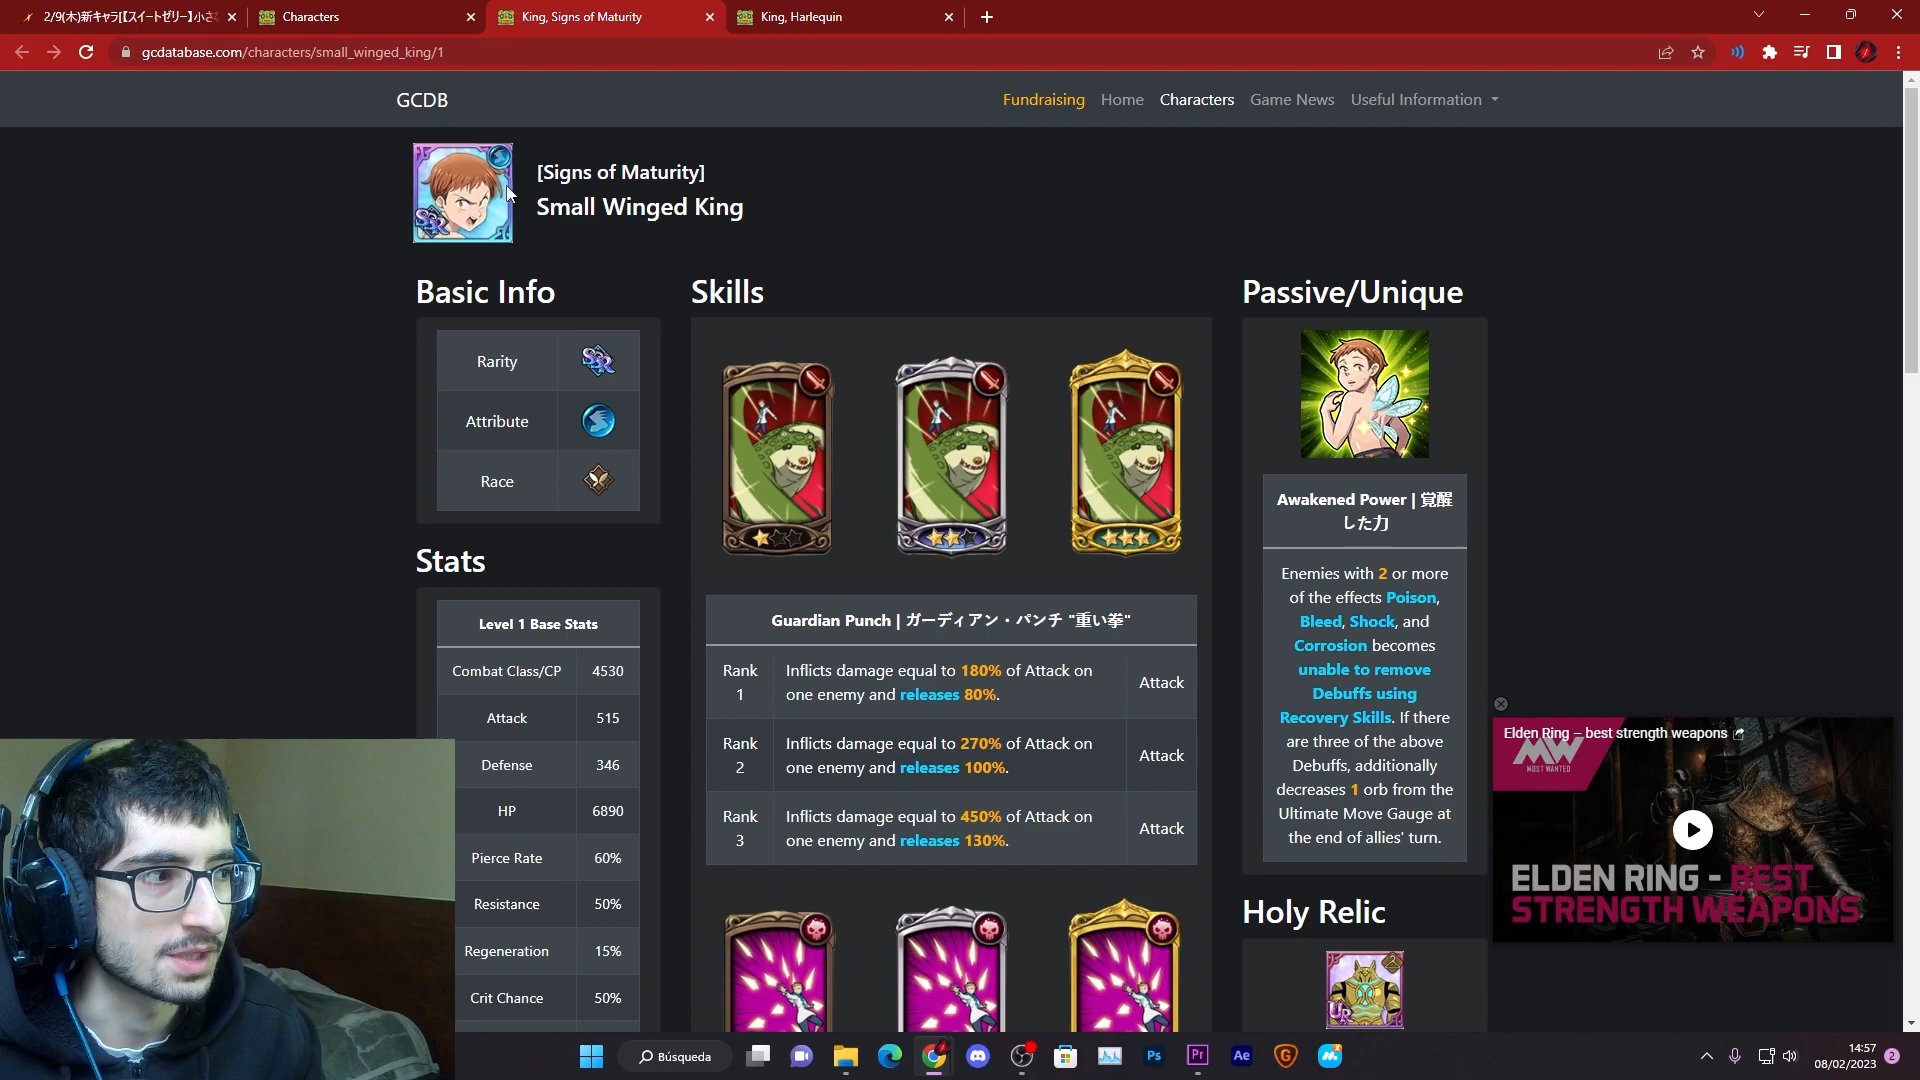 2/9(木)新キャラ【スイートゼリー】小さな
Characters
King, Signs of Maturity
King, Harlequin
gcdatabase.com/characters/small_winged_king/1
GCDB
Fundraising
Home
Characters
Game News
Useful Information
[Signs of Maturity]
Small Winged King
Basic Info
Rarity
SSR
Attribute
Race
Stats
Level 1 Base Stats
Combat Class/CP 4530
Attack 515
Defense 346
HP 6890
Pierce Rate 60%
Resistance 50%
Regeneration 15%
Crit Chance 50%
Skills
Guardian Punch | ガーディアン・パンチ "重い拳"
Rank 1
Inflicts damage equal to 180% of Attack on
one enemy and releases 80%.
Attack
Rank 2
Inflicts damage equal to 270% of Attack on
one enemy and releases 100%.
Attack
Rank 3
Inflicts damage equal to 450% of Attack on
one enemy and releases 130%.
Attack
Passive/Unique
Awakened Power | 覚醒
した力
Enemies with 2 or more
of the effects Poison,
Bleed, Shock, and
Corrosion becomes
unable to remove
Debuffs using
Recovery Skills. If there
are three of the above
Debuffs, additionally
decreases 1 orb from the
Ultimate Move Gauge at
the end of allies' turn.
Holy Relic
UR
Elden Ring – best strength weapons
MW
MOST WANTED
ELDEN RING - BEST
STRENGTH WEAPONS
Búsqueda
Ps
Pr
Ae
14:57
08/02/2023
2